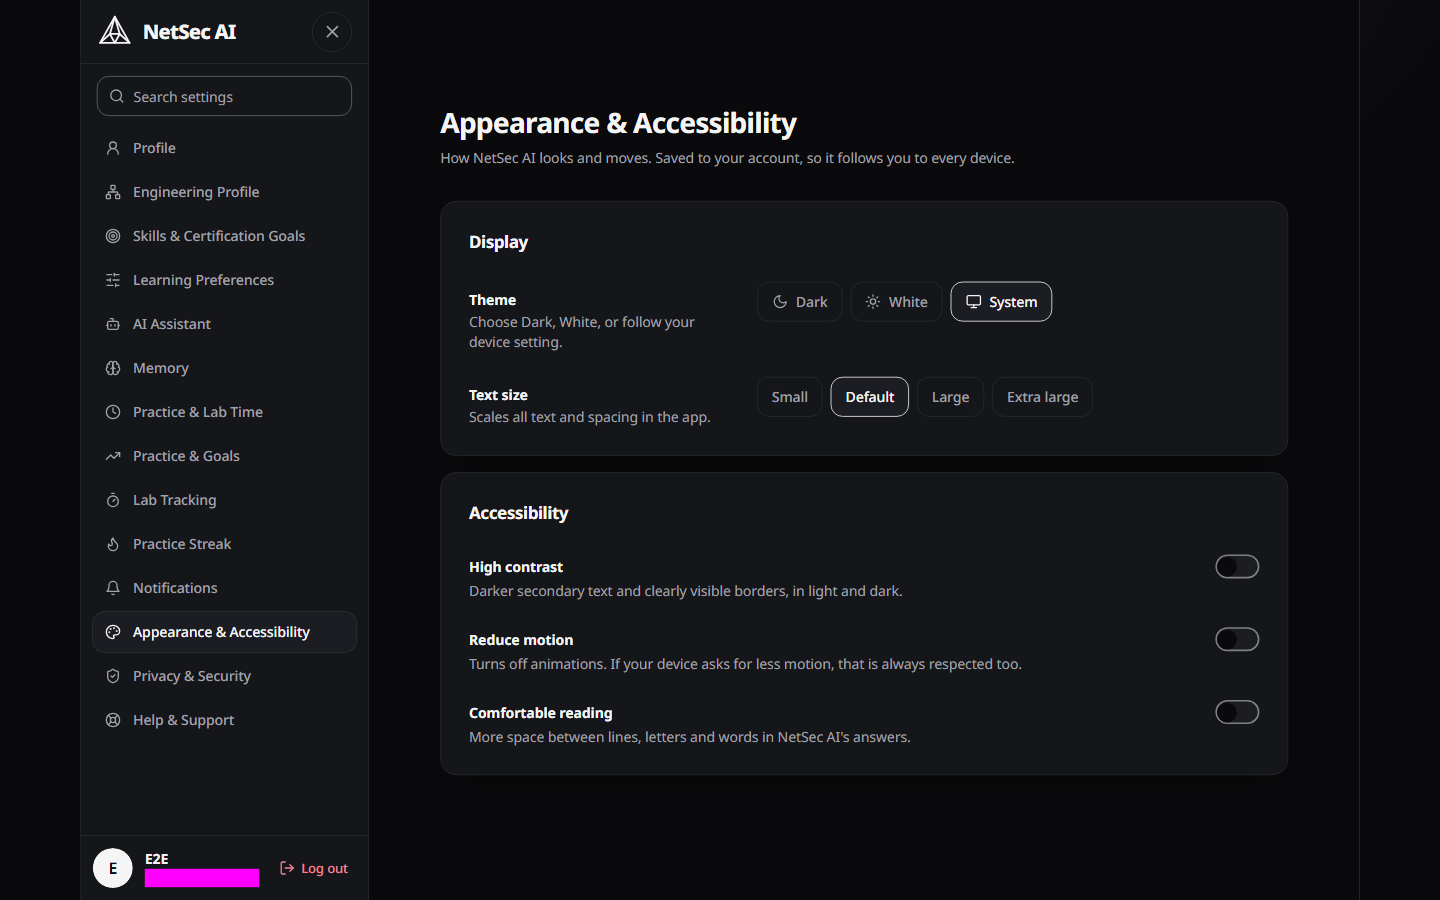 NetSec AI
Search settings
Profile
Engineering Profile
Skills & Certification Goals
Learning Preferences
AI Assistant
Memory
Practice & Lab Time
Practice & Goals
Lab Tracking
Practice Streak
Notifications
Appearance & Accessibility
Privacy & Security
Help & Support
E
E2E
Log out
Appearance & Accessibility
How NetSec AI looks and moves. Saved to your account, so it follows you to every device.
Display
Theme
Choose Dark, White, or follow your
device setting.
Dark
White
System
Text size
Scales all text and spacing in the app.
Small
Default
Large
Extra large
Accessibility
High contrast
Darker secondary text and clearly visible borders, in light and dark.
Reduce motion
Turns off animations. If your device asks for less motion, that is always respected too.
Comfortable reading
More space between lines, letters and words in NetSec AI's answers.